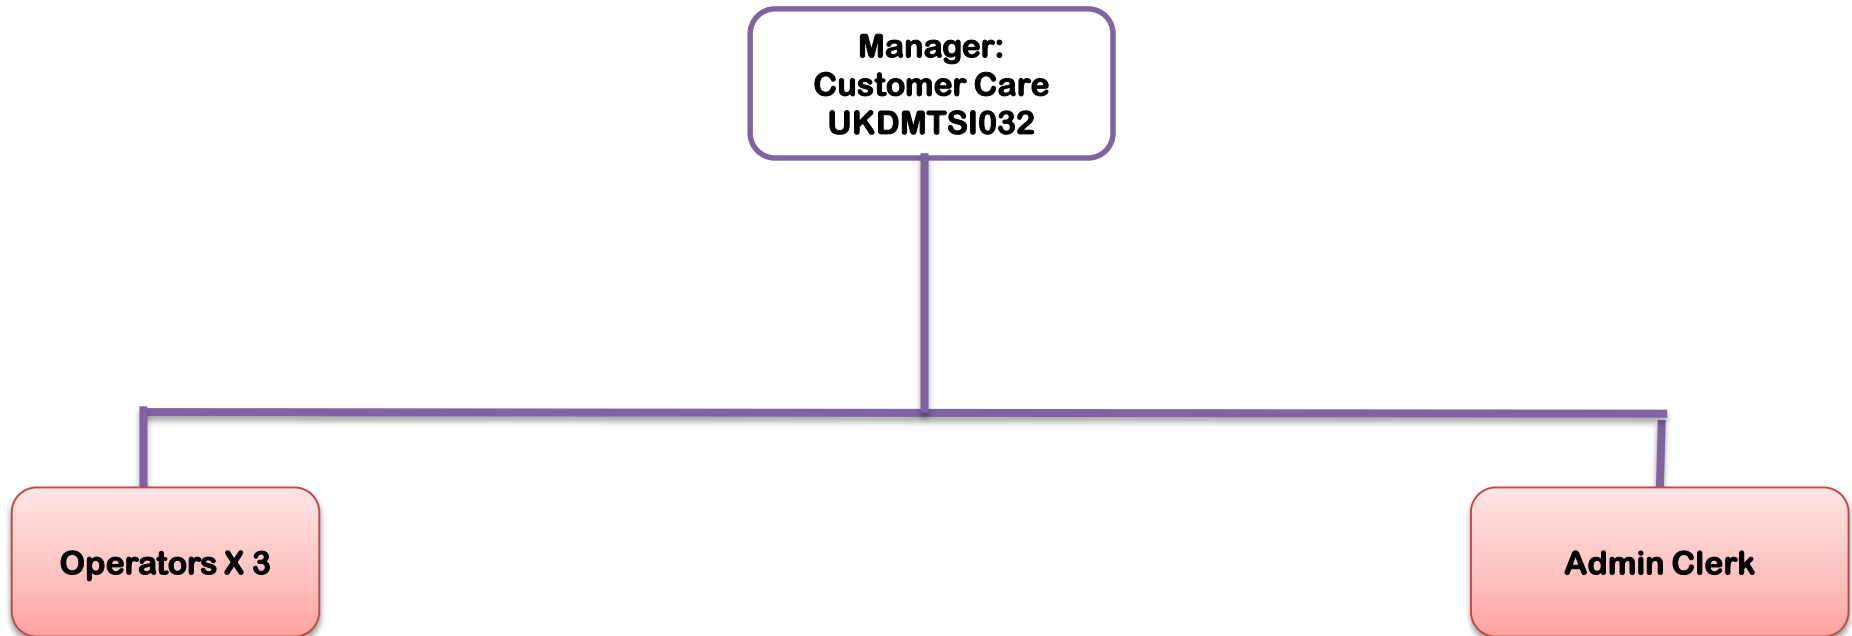 Manager:
Customer Care
UKDMTSI032
Operators X 3
Admin Clerk